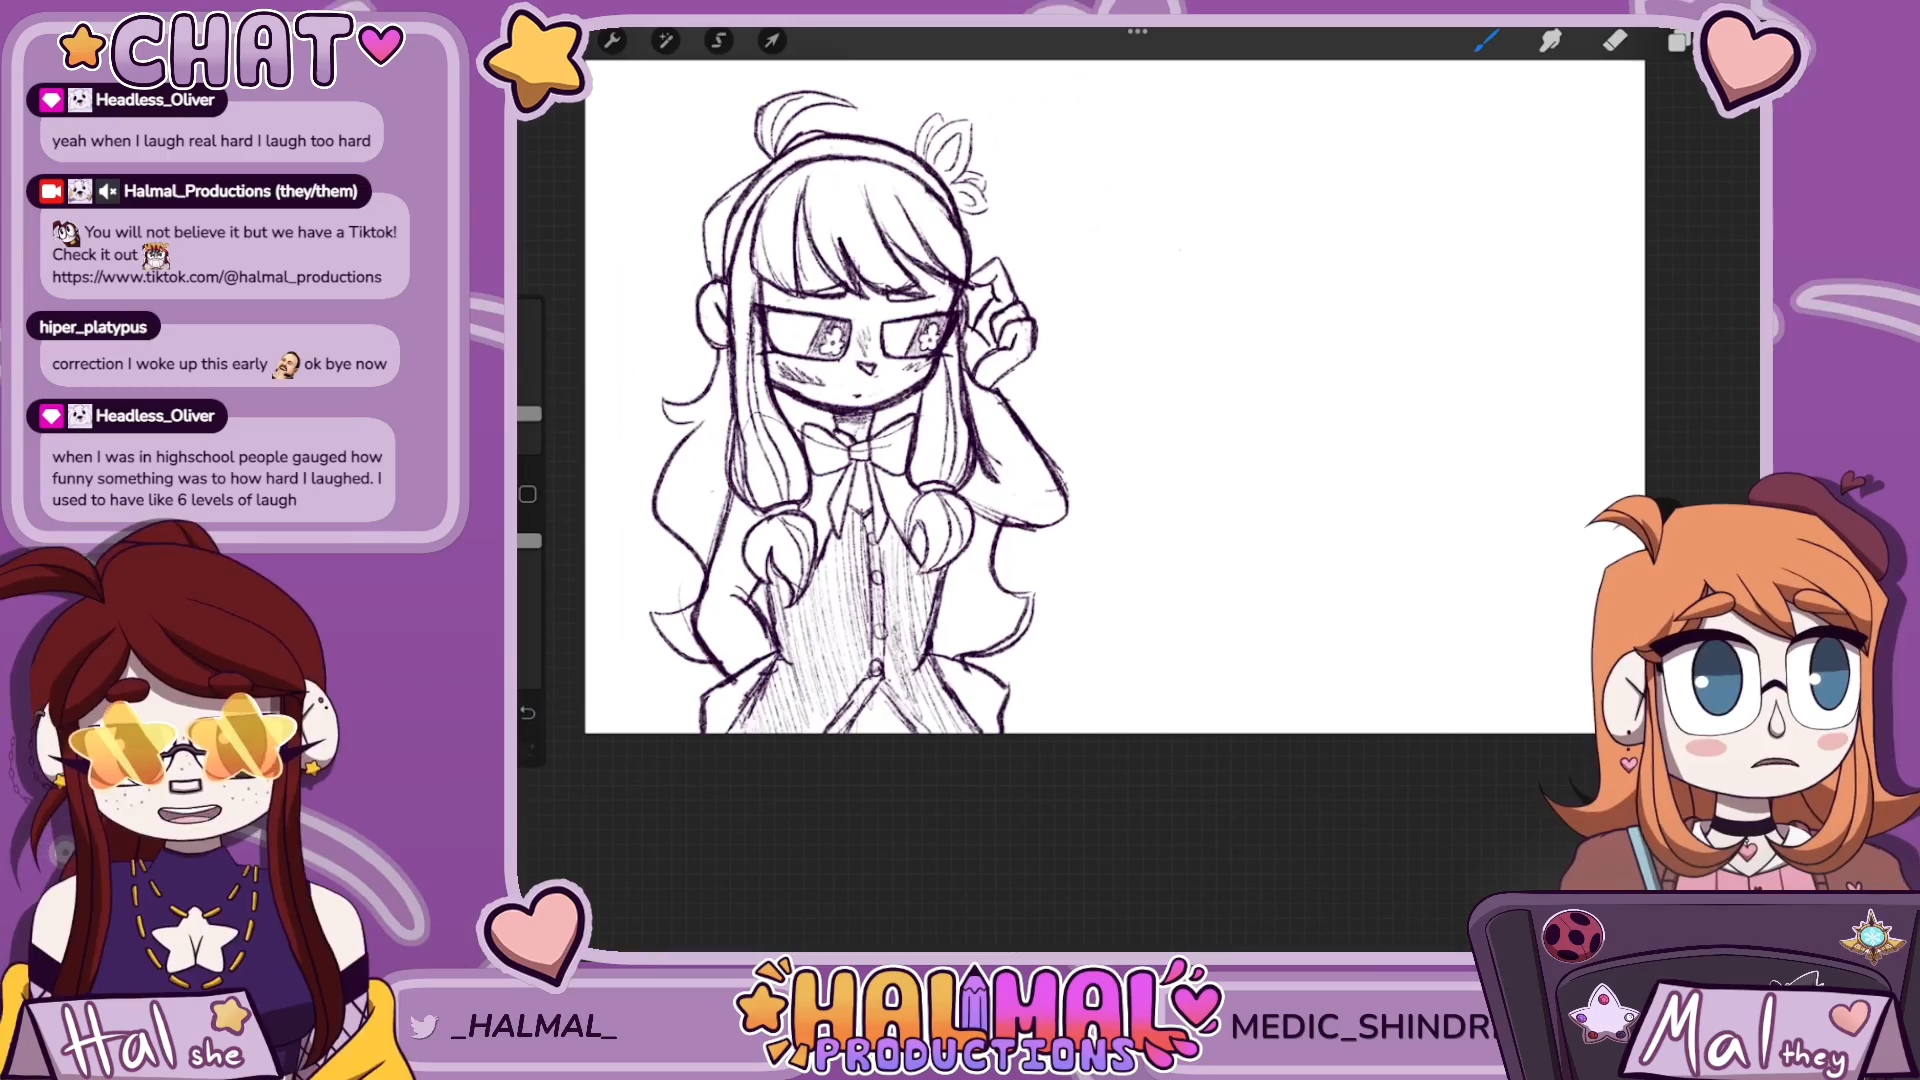 CHAT
Headless_Oliver
yeah when I laugh real hard I laugh too hard
Halmal_Productions (they/them)
You will not believe it but we have a Tiktok!
Check it out
https://www.tiktok.com/@halmal_productions
hiper_platypus
correction I woke up this early ok bye now
Headless_Oliver
when I was in highschool people gauged how
funny something was to how hard I laughed. I
used to have like 6 levels of laugh
Hal she
_HALMAL_
HALMAL
PRODUCTIONS
MEDIC_SHINDR
Mal they